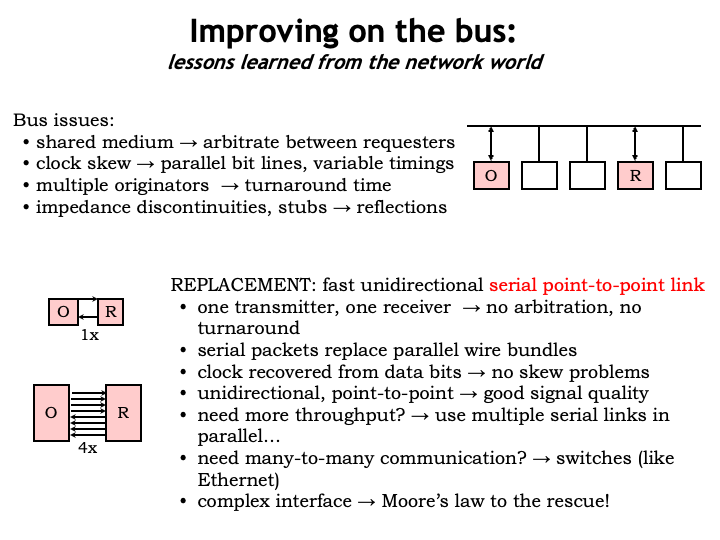 Improving on the bus:
lessons learned from the network world
Bus issues:
• shared medium → arbitrate between requesters
• clock skew → parallel bit lines, variable timings
• multiple originators → turnaround time
• impedance discontinuities, stubs → reflections
O
R
REPLACEMENT: fast unidirectional serial point-to-point link
• one transmitter, one receiver → no arbitration, no
turnaround
• serial packets replace parallel wire bundles
• clock recovered from data bits → no skew problems
• unidirectional, point-to-point → good signal quality
• need more throughput? → use multiple serial links in
parallel…
• need many-to-many communication? → switches (like
Ethernet)
• complex interface → Moore’s law to the rescue!
O R
1x
O R
4x